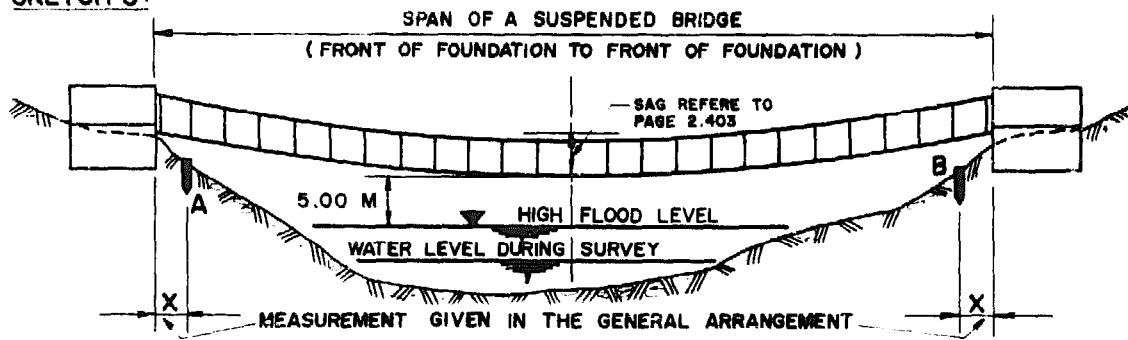 SKETCH 3:
SPAN OF A SUSPENDED BRIDGE
( FRONT OF FOUNDATION TO FRONT OF FOUNDATION )
SAG REFERE TO
PAGE 2.403
A
B
5.00 M
HIGH FLOOD LEVEL
WATER LEVEL DURING SURVEY
X
X
MEASUREMENT GIVEN IN THE GENERAL ARRANGEMENT